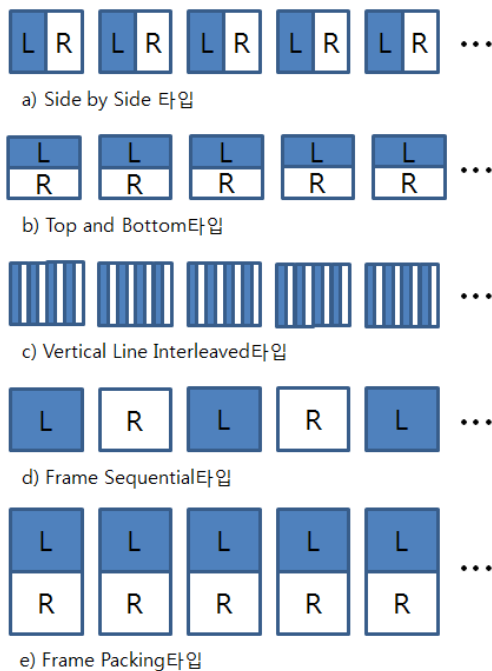 L R L R L R L R L R ...
a) Side by Side 타입
L L L L L
R R R R R ...
b) Top and Bottom타입
...
c) Vertical Line Interleaved타입
L R L R L ...
d) Frame Sequential타입
L L L L L
...
R R R R R
e) Frame Packing타입